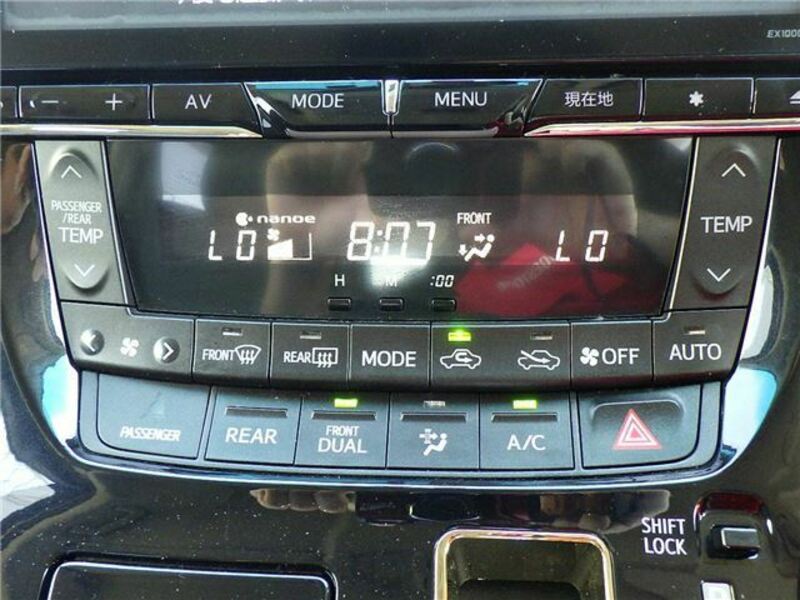 EX1000
− + AV MODE MENU 現在地
PASSENGER
/REAR
TEMP
nanoe
FRONT
TEMP
LO 8:07 LO
H M :00
FRONT REAR MODE OFF AUTO
PASSENGER REAR FRONT
DUAL A/C
SHIFT
LOCK